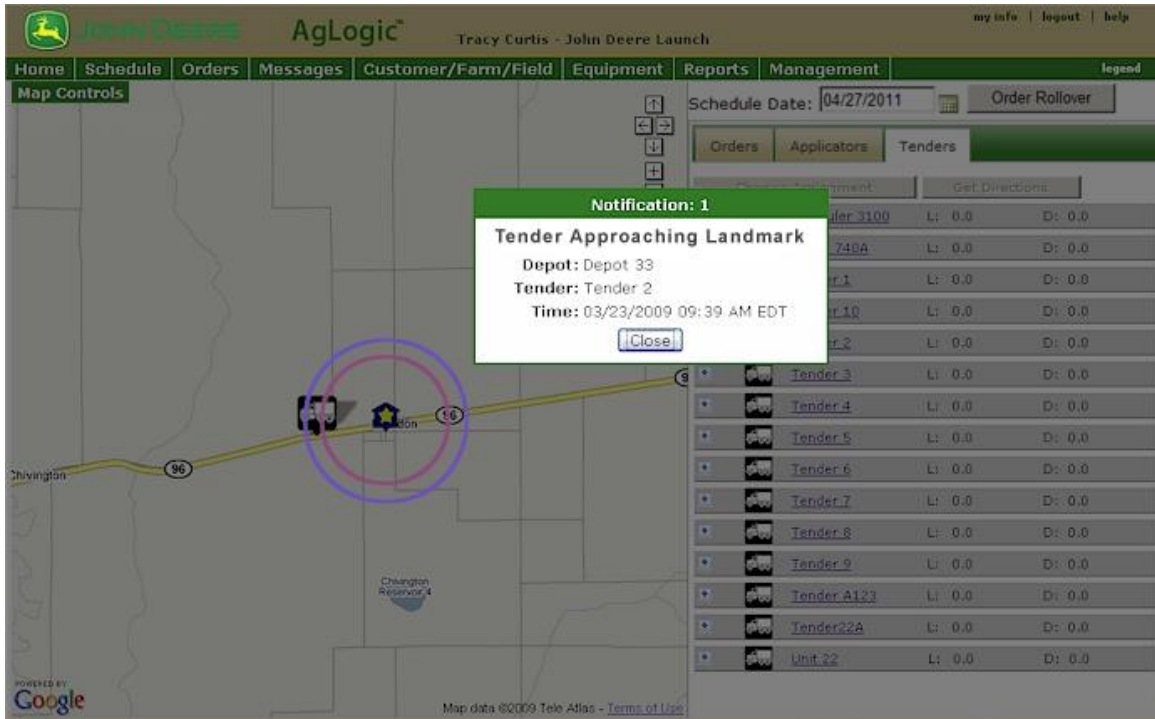 my info | logout | help
JOHN DEERE
AgLogic™
Tracy Curtis - John Deere Launch
Home Schedule Orders Messages Customer/Farm/Field Equipment Reports Management legend
Map Controls
Schedule Date: 04/27/2011 Order Rollover
Orders Applicators Tenders
Get Directions
Notification: 1
Tender Approaching Landmark
Depot: Depot 33
Tender: Tender 2
Time: 03/23/2009 09:39 AM EDT
Close
3100 L: 0.0 D: 0.0
740A L: 0.0 D: 0.0
1 L: 0.0 D: 0.0
10 L: 0.0 D: 0.0
2 L: 0.0 D: 0.0
Tender 3 L: 0.0 D: 0.0
Tender 4 L: 0.0 D: 0.0
Tender 5 L: 0.0 D: 0.0
Tender 6 L: 0.0 D: 0.0
Tender 7 L: 0.0 D: 0.0
Tender 8 L: 0.0 D: 0.0
Tender 9 L: 0.0 D: 0.0
Tender A123 L: 0.0 D: 0.0
Tender22A L: 0.0 D: 0.0
Unit 22 L: 0.0 D: 0.0
96
96
Chivington
Reservoir 4
POWERED BY
Google
Map data ©2009 Tele Atlas - Terms of Use